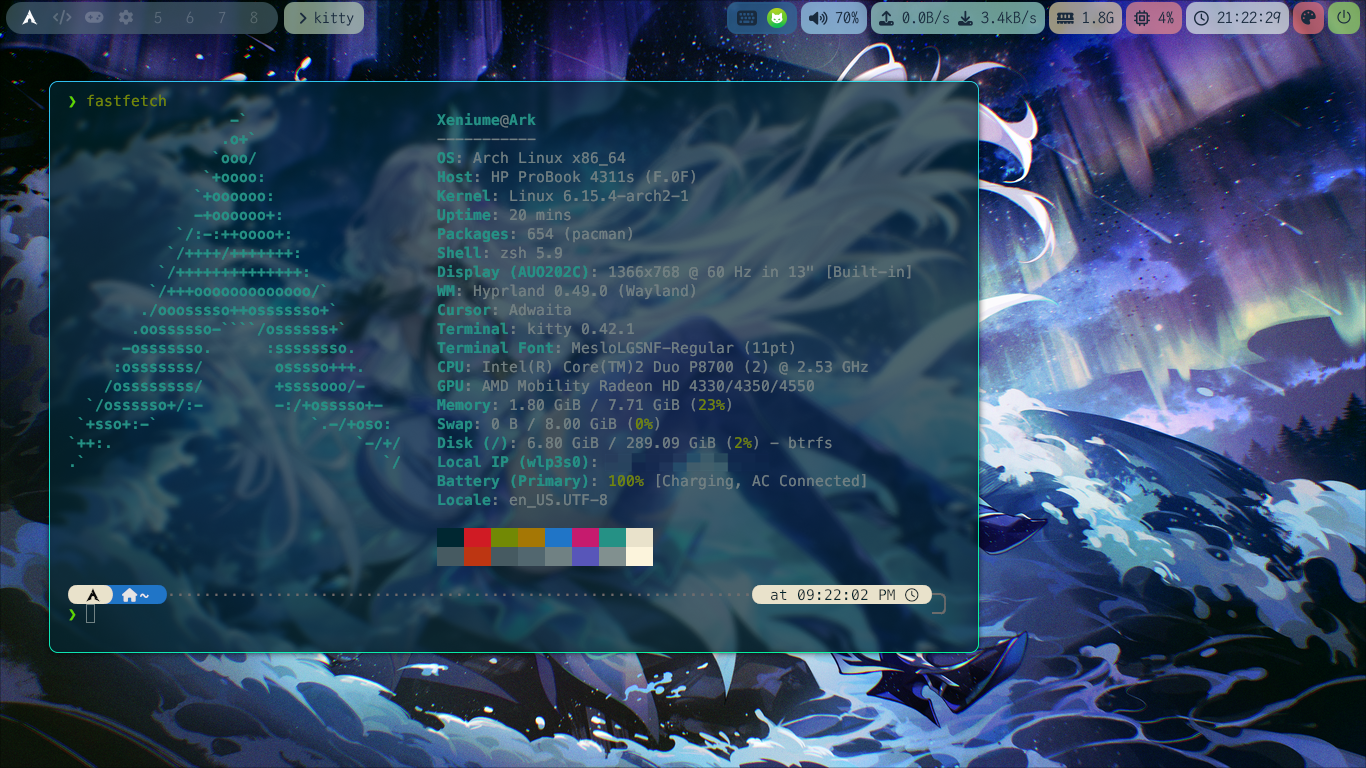 5 6 7 8 kitty 70% 0.0B/s 3.4kB/s 1.8G 4% 21:22:29
❯ fastfetch
Xeniume@Ark
-----------
OS: Arch Linux x86_64
Host: HP ProBook 4311s (F.0F)
Kernel: Linux 6.15.4-arch2-1
Uptime: 20 mins
Packages: 654 (pacman)
Shell: zsh 5.9
Display (AUO202C): 1366x768 @ 60 Hz in 13" [Built-in]
WM: Hyprland 0.49.0 (Wayland)
Cursor: Adwaita
Terminal: kitty 0.42.1
Terminal Font: MesloLGSNF-Regular (11pt)
CPU: Intel(R) Core(TM)2 Duo P8700 (2) @ 2.53 GHz
GPU: AMD Mobility Radeon HD 4330/4350/4550
Memory: 1.80 GiB / 7.71 GiB (23%)
Swap: 0 B / 8.00 GiB (0%)
Disk (/): 6.80 GiB / 289.09 GiB (2%) - btrfs
Local IP (wlp3s0):
Battery (Primary): 100% [Charging, AC Connected]
Locale: en_US.UTF-8
~ at 09:22:02 PM
❯